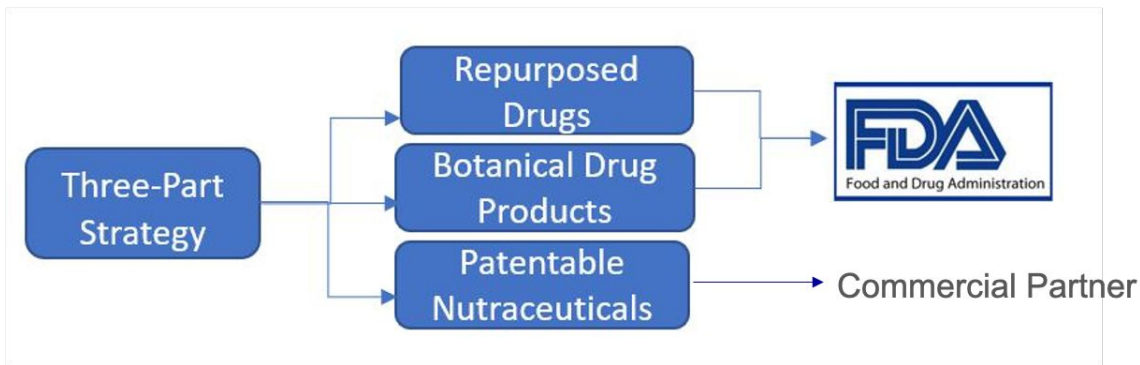 Three-Part
Strategy
Repurposed
Drugs
Botanical Drug
Products
Patentable
Nutraceuticals
FDA
Food and Drug Administration
Commercial Partner